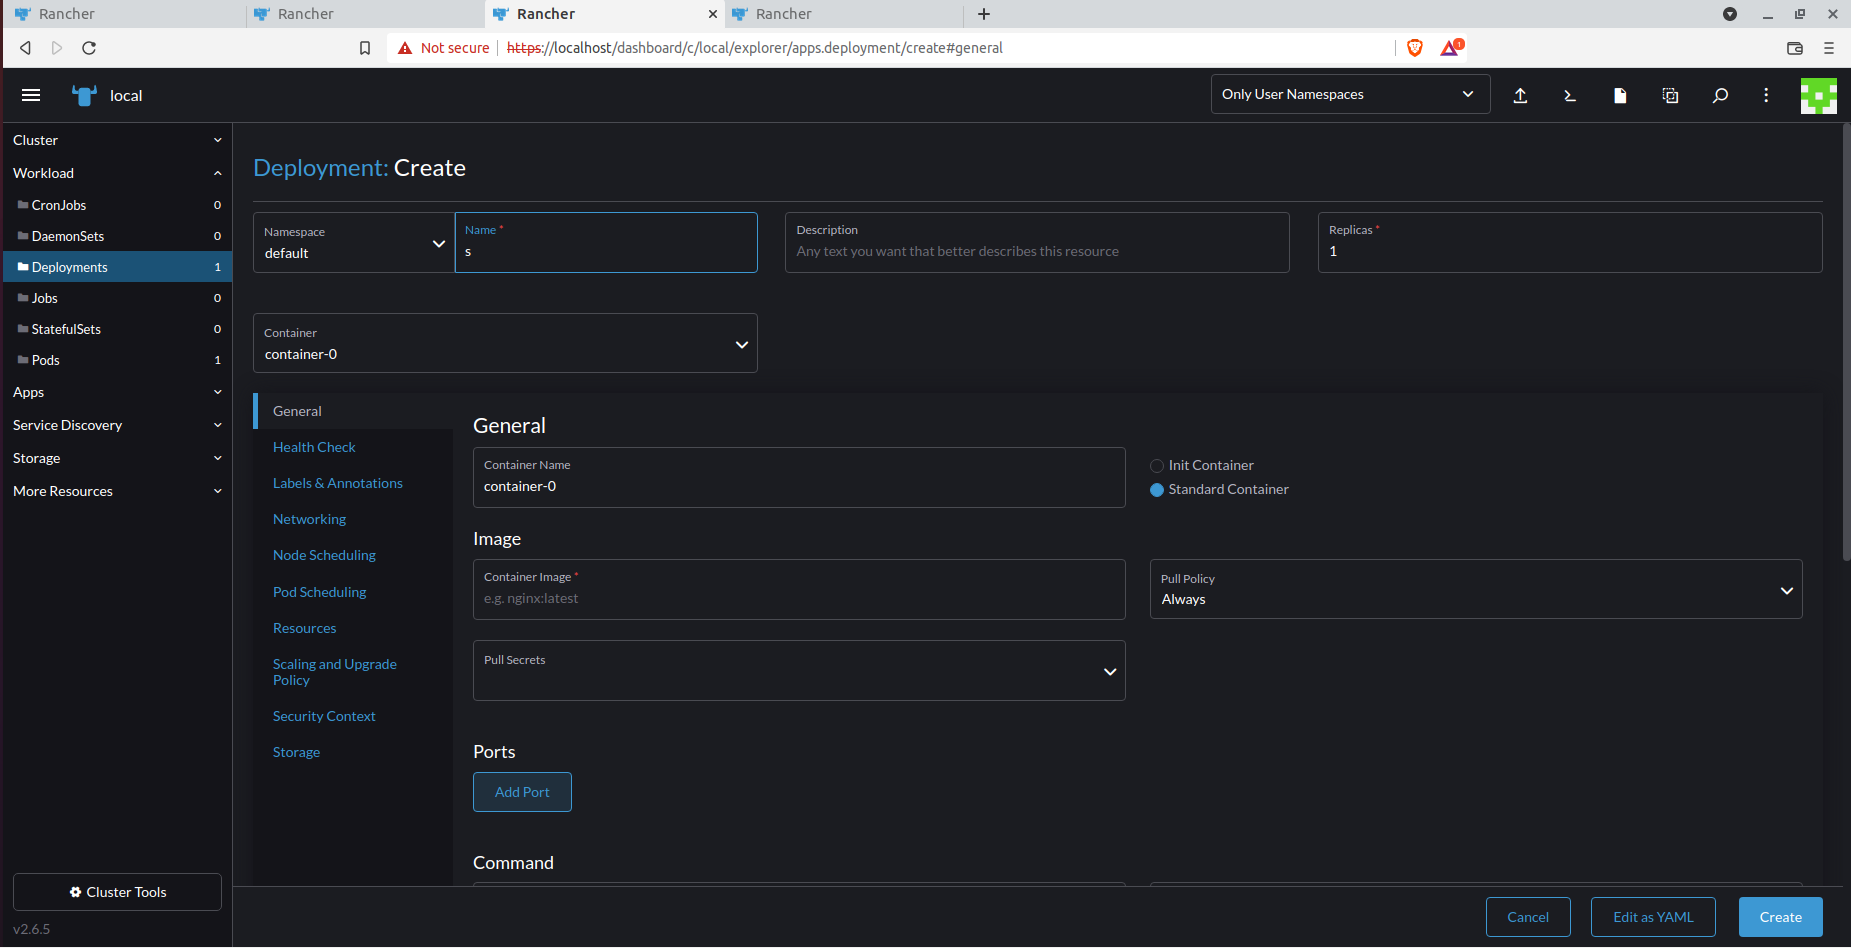 Rancher
Rancher
Rancher
Rancher
Not secure https://localhost/dashboard/c/local/explorer/apps.deployment/create#general
1
local
Only User Namespaces
Cluster
Workload
CronJobs 0
DaemonSets 0
Deployments 1
Jobs 0
StatefulSets 0
Pods 1
Apps
Service Discovery
Storage
More Resources
Cluster Tools
v2.6.5
Deployment: Create
Namespace
default
Name *
s
Description
Any text you want that better describes this resource
Replicas *
1
Container
container-0
General
Health Check
Labels & Annotations
Networking
Node Scheduling
Pod Scheduling
Resources
Scaling and Upgrade
Policy
Security Context
Storage
General
Container Name
container-0
Init Container
Standard Container
Image
Container Image *
e.g. nginx:latest
Pull Policy
Always
Pull Secrets
Ports
Add Port
Command
Cancel
Edit as YAML
Create